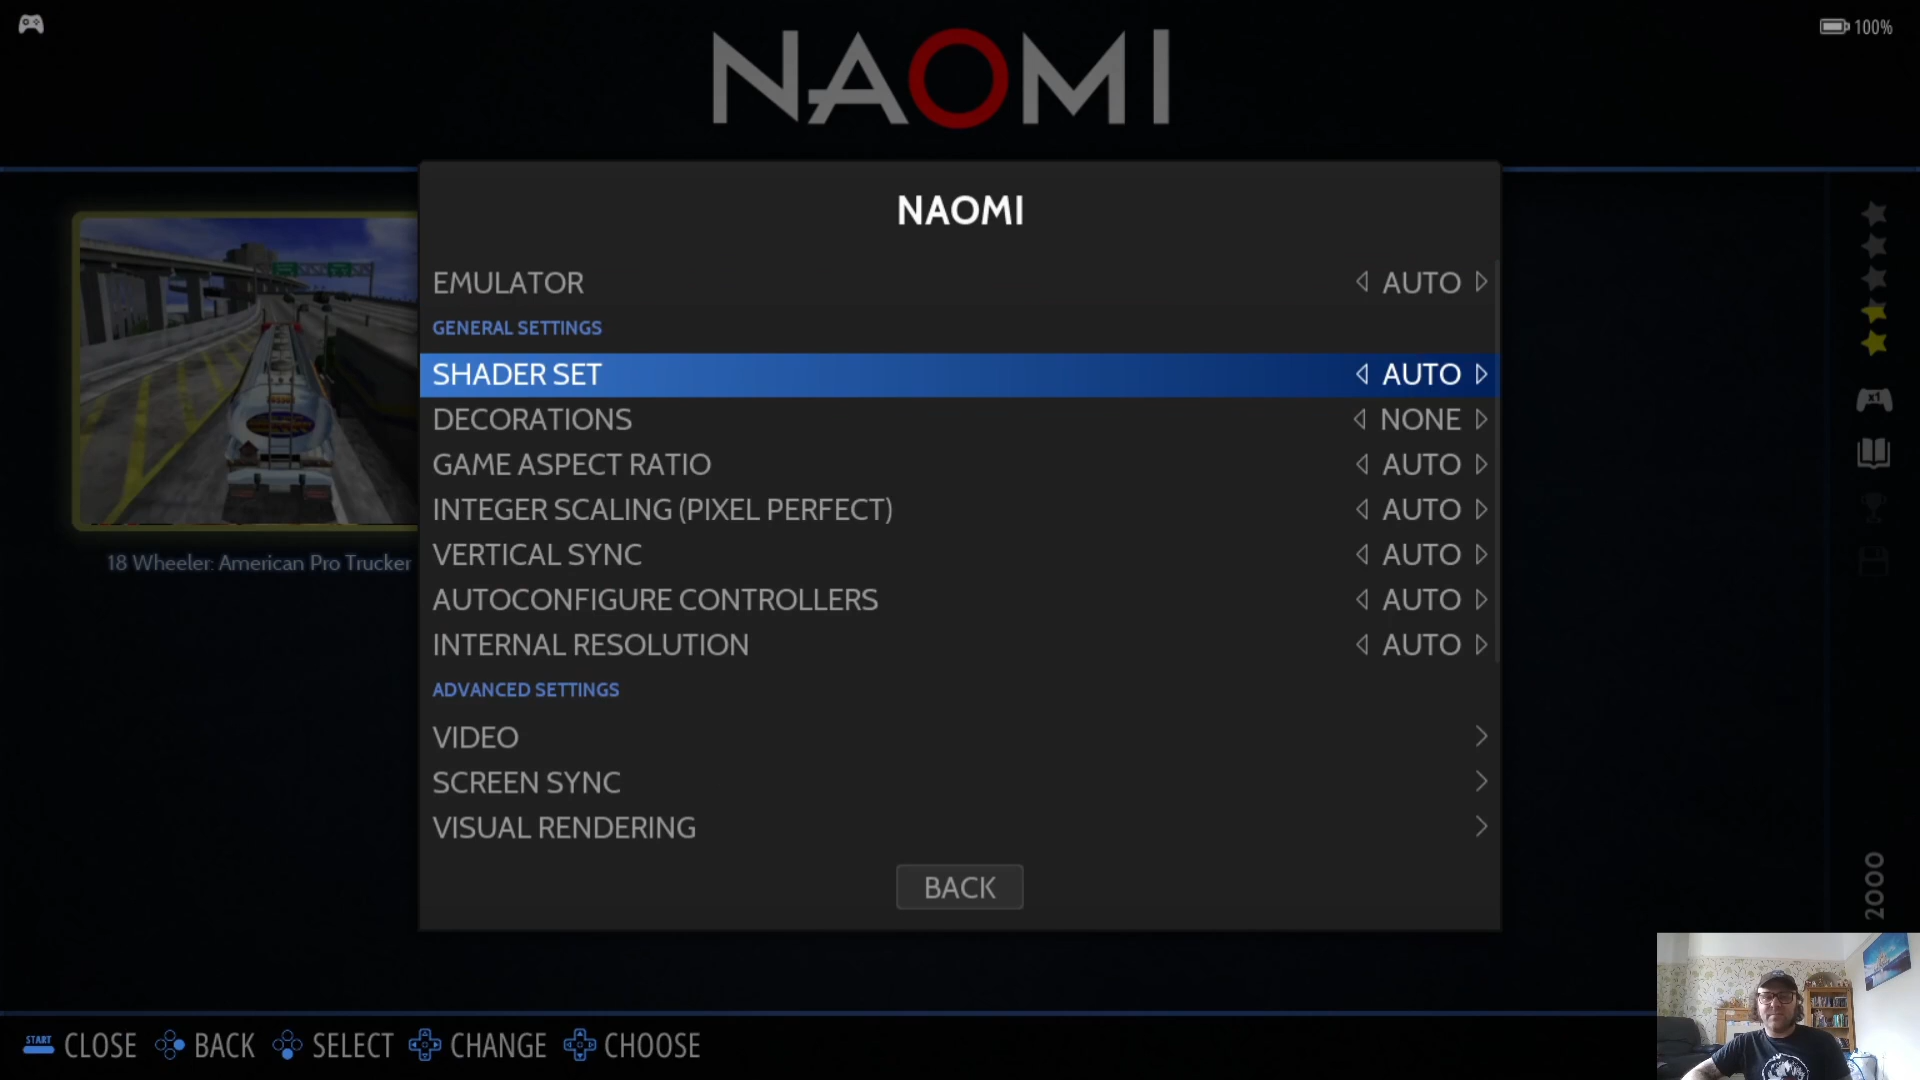 100%
NAOMI
NAOMI
EMULATOR AUTO
GENERAL SETTINGS
SHADER SET AUTO
DECORATIONS NONE
GAME ASPECT RATIO AUTO
INTEGER SCALING (PIXEL PERFECT) AUTO
VERTICAL SYNC AUTO
AUTOCONFIGURE CONTROLLERS AUTO
INTERNAL RESOLUTION AUTO
ADVANCED SETTINGS
VIDEO
SCREEN SYNC
VISUAL RENDERING
BACK
18 Wheeler: American Pro Trucker
x1
2000
START CLOSE BACK SELECT CHANGE CHOOSE